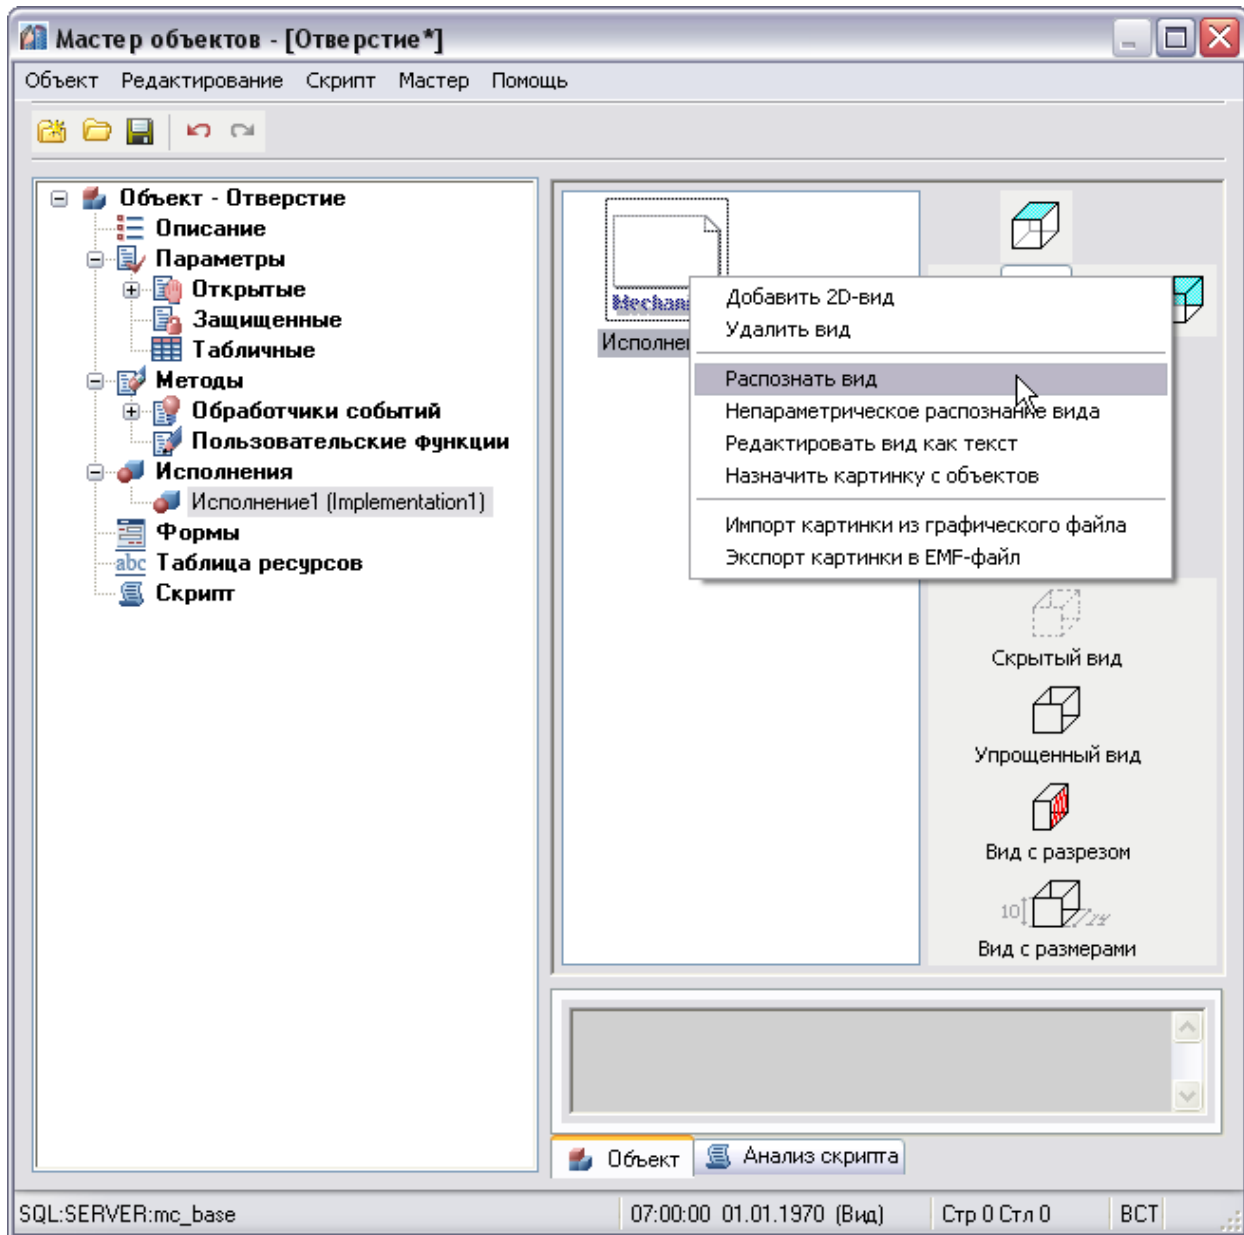 Мастер объектов - [Отверстие*]
Объект Редактирование Скрипт Мастер Помощь
Объект - Отверстие
Описание
Параметры
Открытые
Защищенные
Табличные
Методы
Обработчики событий
Пользовательские функции
Исполнения
Исполнение1 (Implementation1)
Формы
abc Таблица ресурсов
Скрипт
Добавить 2D-вид
Удалить вид
Распознать вид
Непараметрическое распознание вида
Редактировать вид как текст
Назначить картинку с объектов
Импорт картинки из графического файла
Экспорт картинки в EMF-файл
Скрытый вид
Упрощенный вид
Вид с разрезом
10
Вид с размерами
Объект Анализ скрипта
SQL:SERVER:mc_base 07:00:00 01.01.1970 (Вид) Стр 0 Стл 0 ВСТ